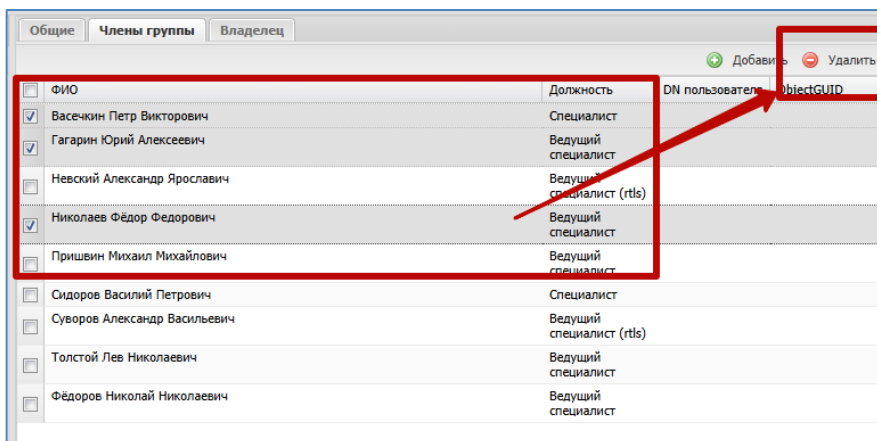 Общие Члены группы Владелец
Добавить Удалить
ФИО Должность DN пользователя ObjectGUID
Васечкин Петр Викторович Специалист
Гагарин Юрий Алексеевич Ведущий
специалист
Невский Александр Ярославич Ведущий
специалист (rtls)
Николаев Фёдор Федорович Ведущий
специалист
Пришвин Михаил Михайлович Ведущий
специалист
Сидоров Василий Петрович Специалист
Суворов Александр Васильевич Ведущий
специалист (rtls)
Толстой Лев Николаевич Ведущий
специалист
Фёдоров Николай Николаевич Ведущий
специалист